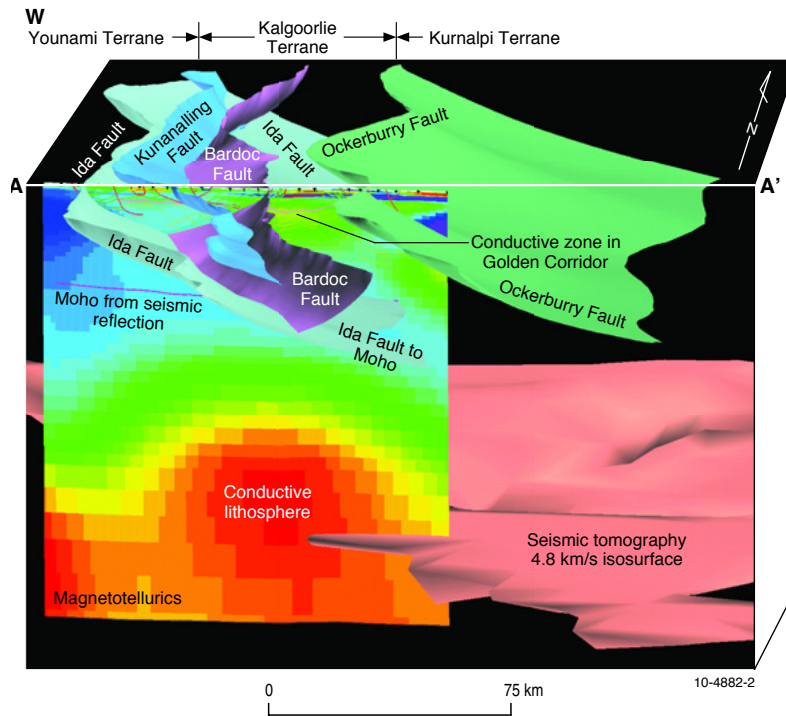 W
Younami Terrane
Kalgoorlie
Terrane
Kurnalpi Terrane
Ida Fault
Kunanalling
Fault
Bardoc
Fault
Ida Fault
Ockerburry Fault
N
A
A'
Ida Fault
Conductive zone in
Golden Corridor
Bardoc
Fault
Ockerburry Fault
Moho from seismic
reflection
Ida Fault to
Moho
Conductive
lithosphere
Seismic tomography
4.8 km/s isosurface
Magnetotellurics
10-4882-2
0
75 km